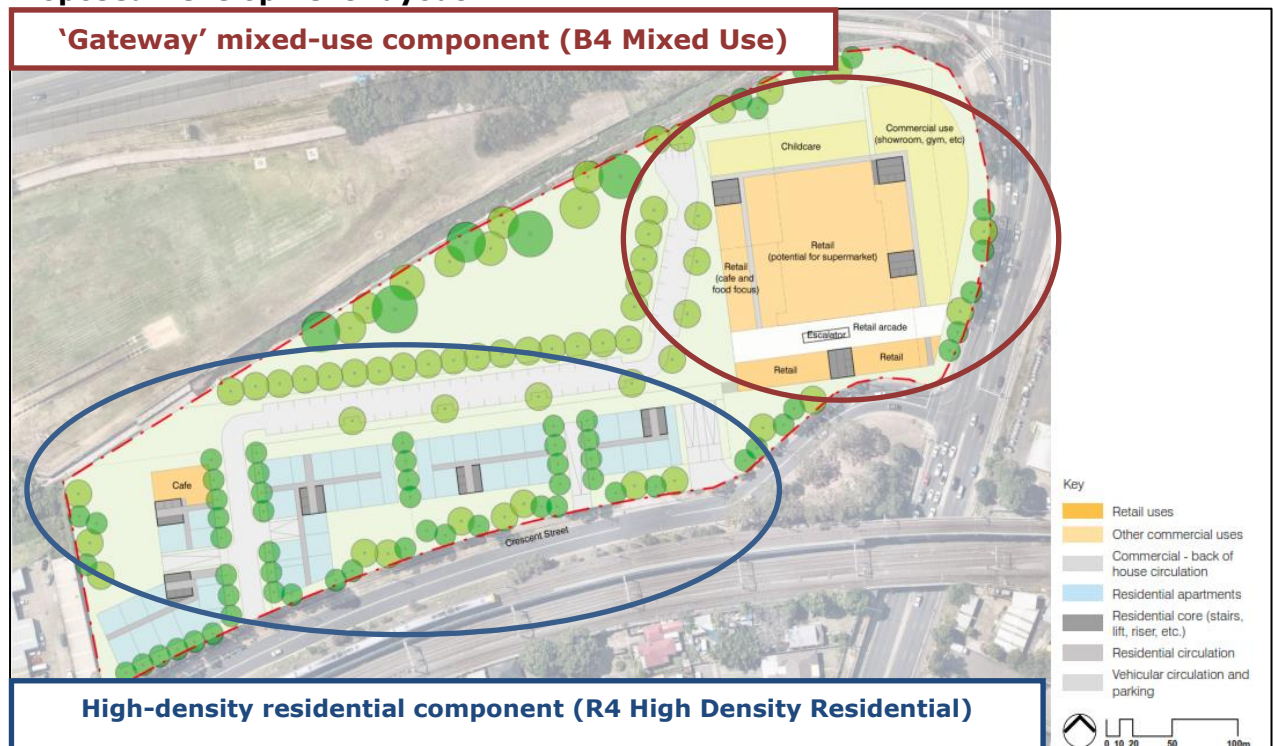 Proposed Development Layout
‘Gateway’ mixed-use component (B4 Mixed Use)
Commercial use
(showroom, gym, etc)
Childcare
Retail
(potential for supermarket)
Retail
(cafe and
food focus)
Escalator
Retail arcade
Retail
Retail
Cafe
Crescent Street
Key
Retail uses
Other commercial uses
Commercial - back of
house circulation
Residential apartments
Residential core (stairs,
lift, riser, etc.)
Residential circulation
Vehicular circulation and
parking
0 10 20 50 100m
High-density residential component (R4 High Density Residential)